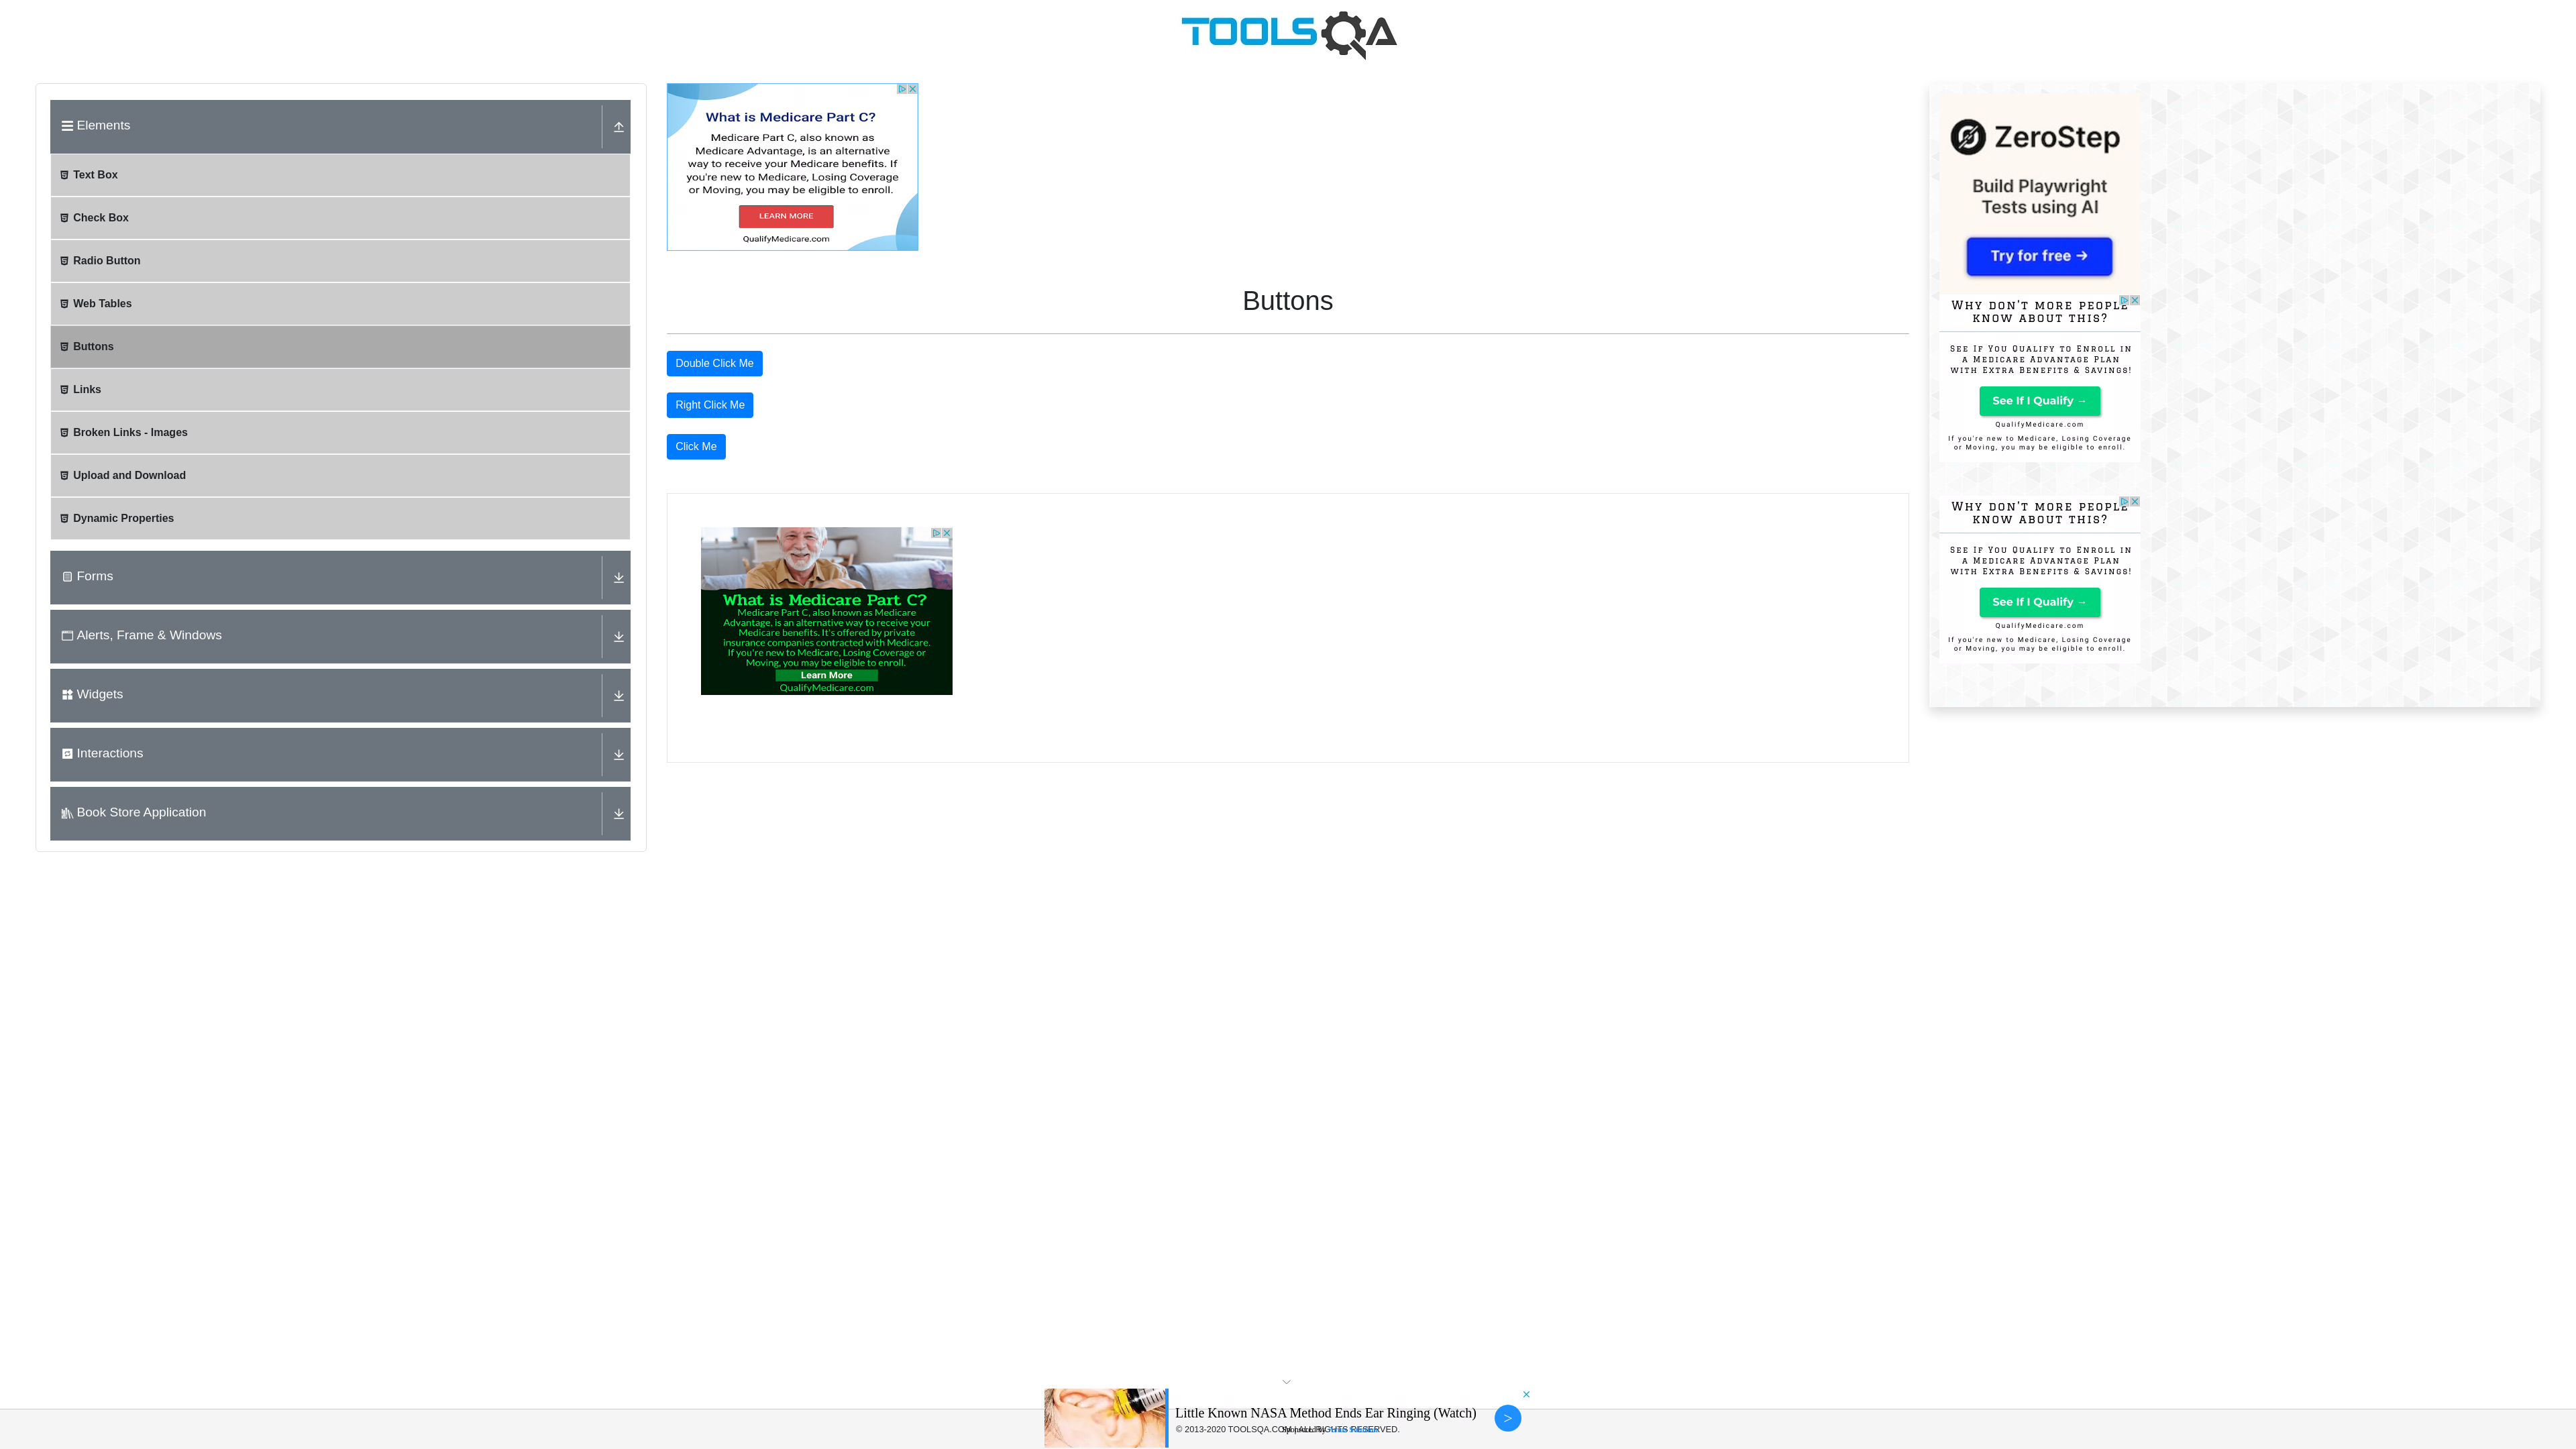 TOOLSQA
Elements
Text Box
Check Box
Radio Button
Web Tables
Buttons
Links
Broken Links - Images
Upload and Download
Dynamic Properties
Forms
Alerts, Frame & Windows
Widgets
Interactions
Book Store Application
What is Medicare Part C?
Medicare Part C, also known as
Medicare Advantage, is an alternative
way to receive your Medicare benefits. If
you're new to Medicare, Losing Coverage
or Moving, you may be eligible to enroll.
LEARN MORE
QualifyMedicare.com
Buttons
Double Click Me
Right Click Me
Click Me
What is Medicare Part C?
Medicare Part C, also known as Medicare
Advantage, is an alternative way to receive your
Medicare benefits. It's offered by private
insurance companies contracted with Medicare.
If you're new to Medicare, Losing Coverage or
Moving, you may be eligible to enroll.
Learn More
QualifyMedicare.com
ZeroStep
Build Playwright
Tests using AI
Try for free →
Why don't more people
know about this?
See If You Qualify to Enroll in
a Medicare Advantage Plan
with Extra Benefits & Savings!
See If I Qualify →
QualifyMedicare.com
If you're new to Medicare, Losing Coverage
or Moving, you may be eligible to enroll.
Why don't more people
know about this?
See If You Qualify to Enroll in
a Medicare Advantage Plan
with Extra Benefits & Savings!
See If I Qualify →
QualifyMedicare.com
If you're new to Medicare, Losing Coverage
or Moving, you may be eligible to enroll.
Little Known NASA Method Ends Ear Ringing (Watch)
© 2013-2020 TOOLSQA.COM | ALL RIGHTS RESERVED.